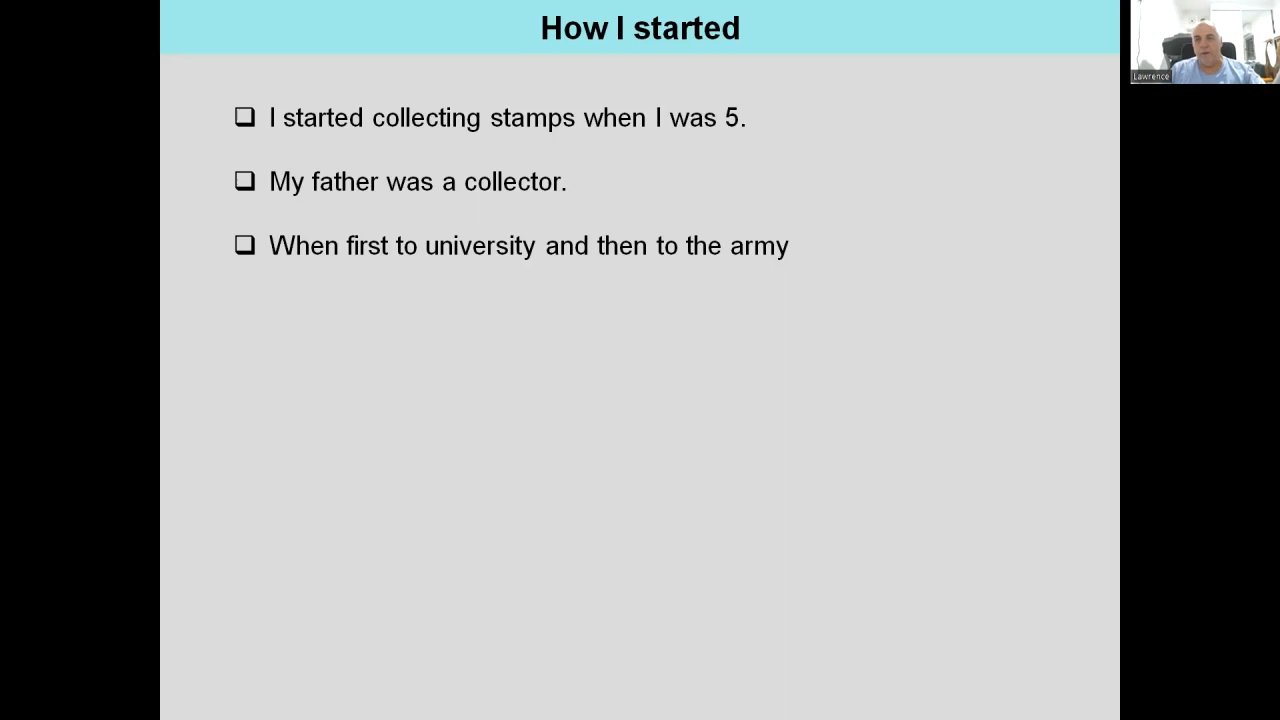 How I started
I started collecting stamps when I was 5.
My father was a collector.
When first to university and then to the army
Lawrence